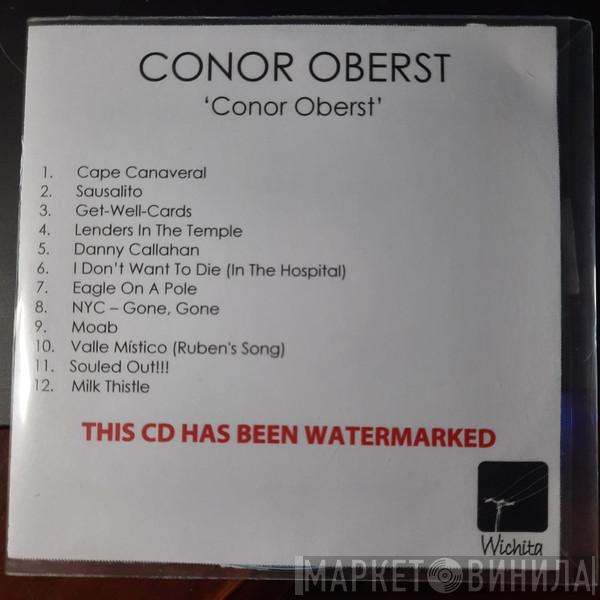 CONOR OBERST
‘Conor Oberst’
1. Cape Canaveral
2. Sausalito
3. Get-Well-Cards
4. Lenders In The Temple
5. Danny Callahan
6. I Don't Want To Die (In The Hospital)
7. Eagle On A Pole
8. NYC – Gone, Gone
9. Moab
10. Valle Místico (Ruben's Song)
11. Souled Out!!!
12. Milk Thistle
THIS CD HAS BEEN WATERMARKED
Wichita
МАРКЕТ ВИНИЛА